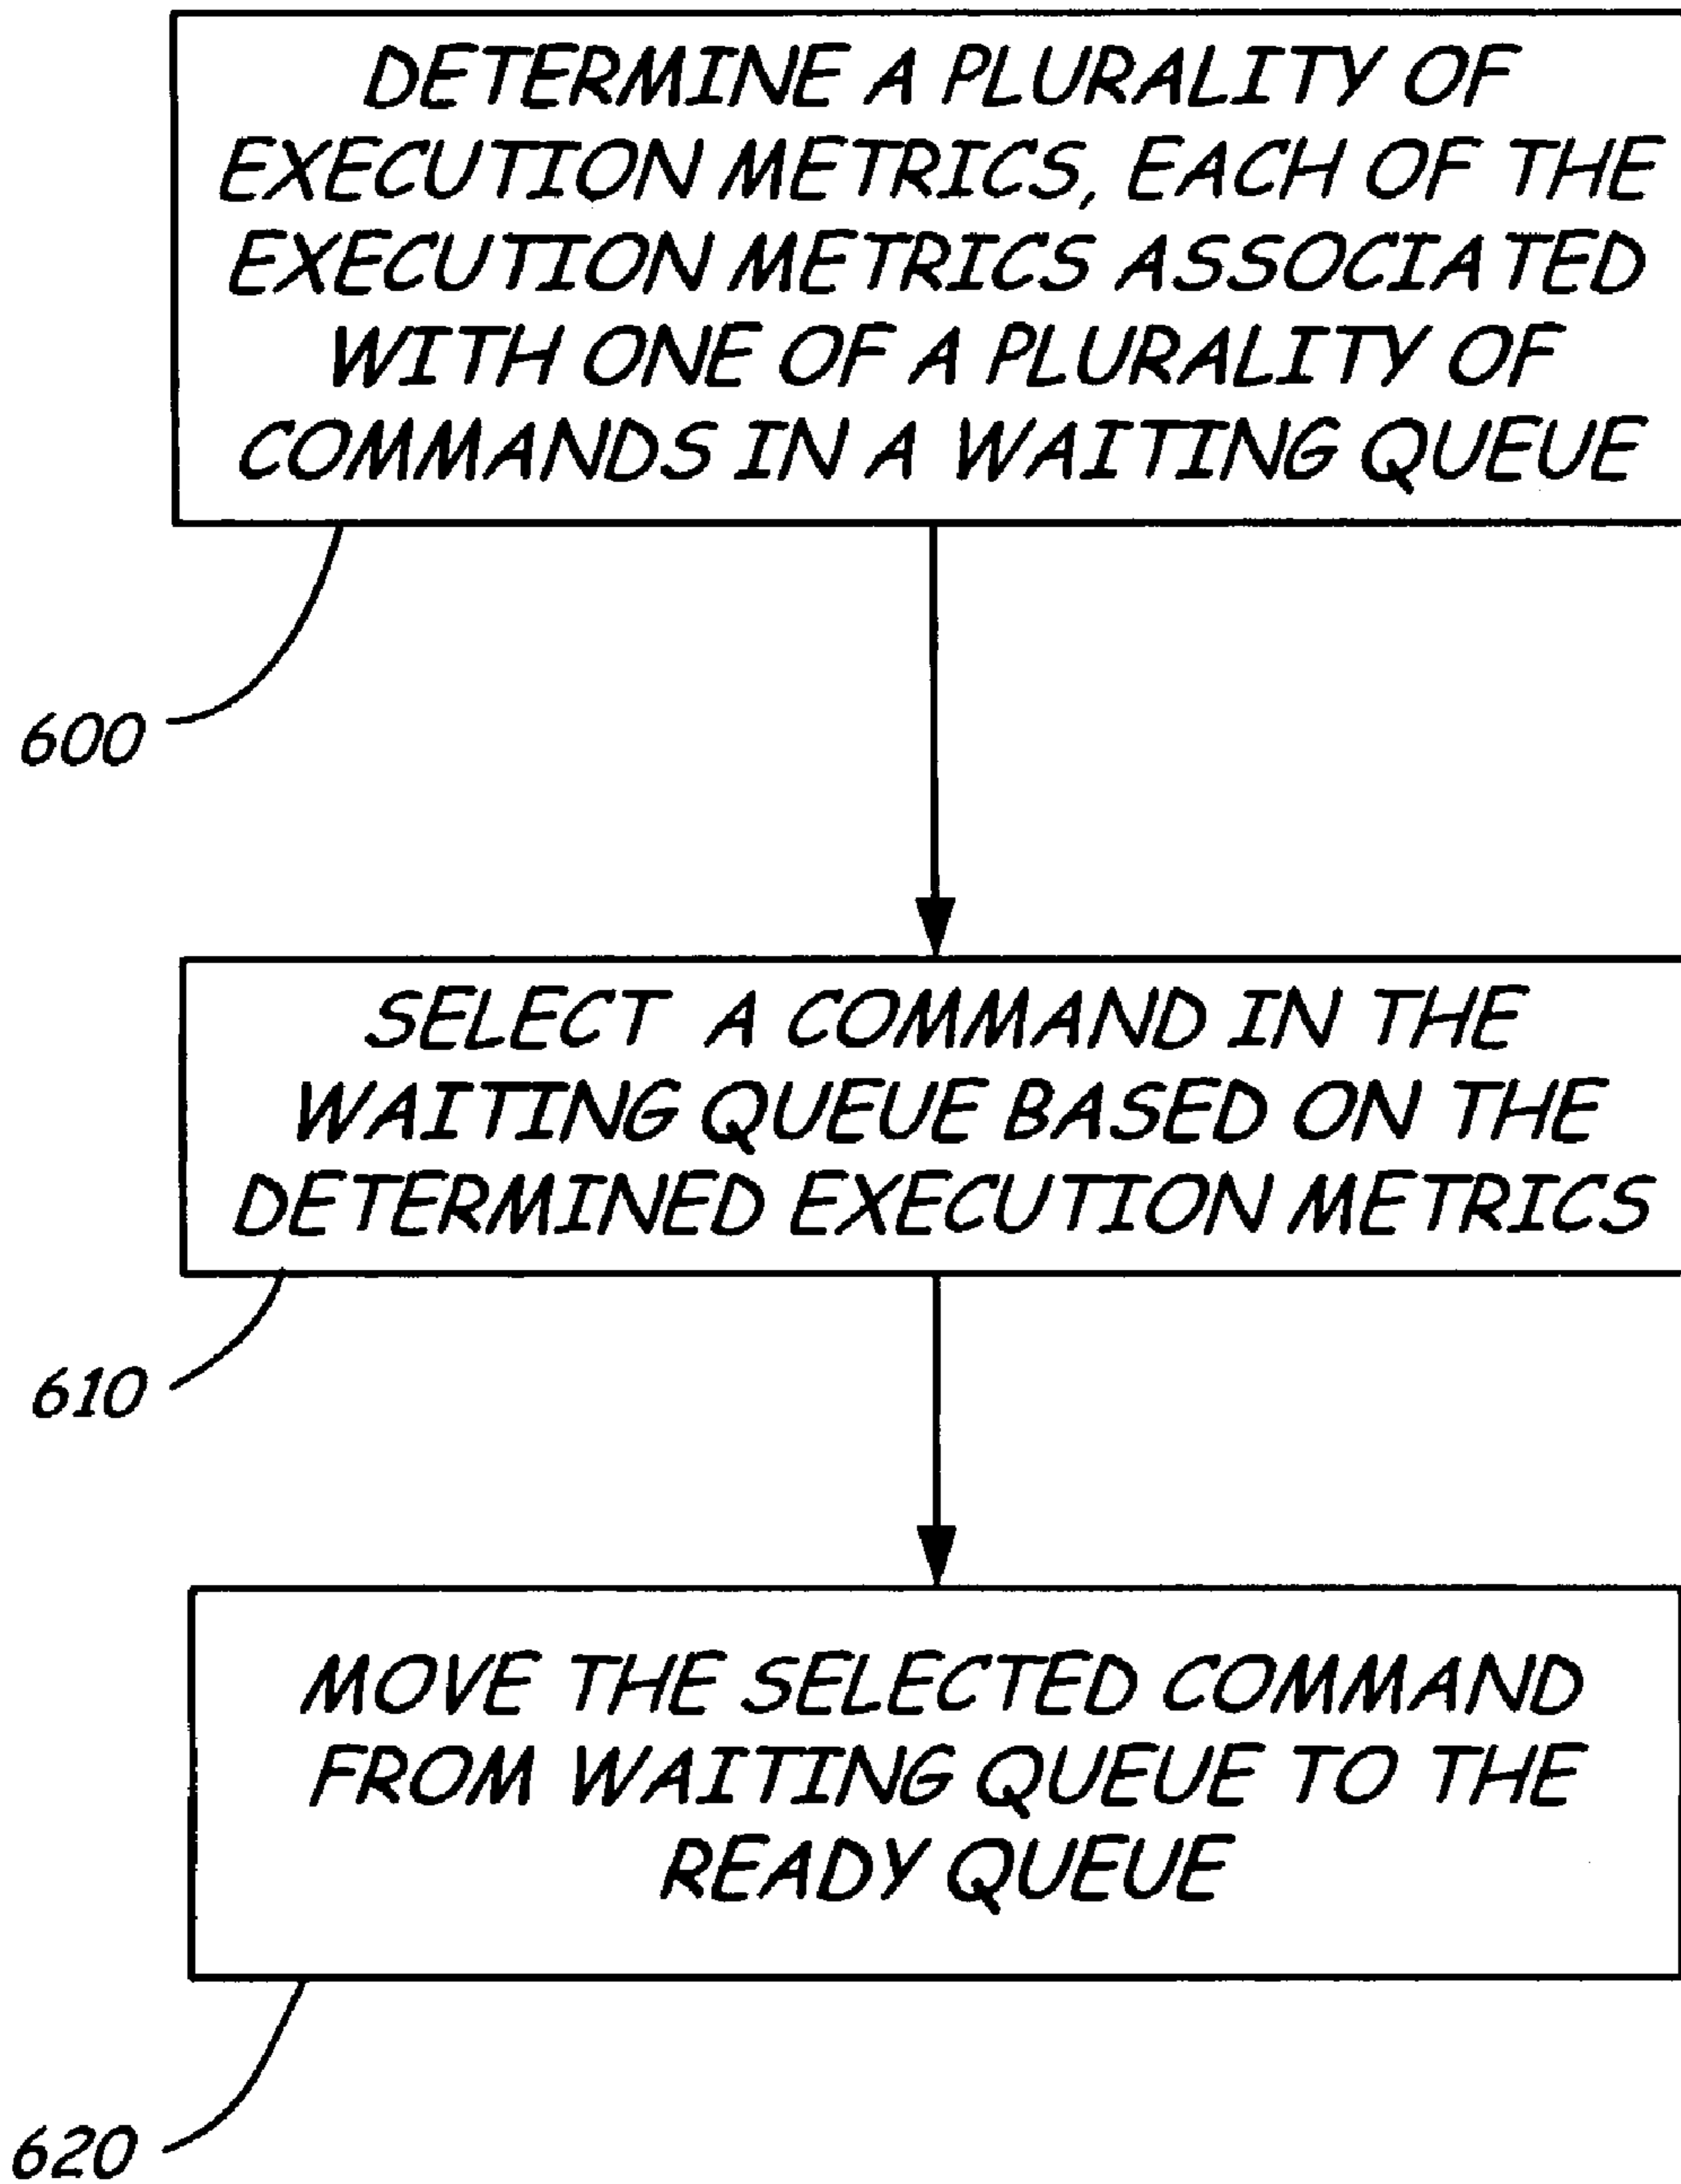 DETERMINE A PLURALITY OF
EXECUTION METRICS, EACH OF THE
EXECUTION METRICS ASSOCIATED
WITH ONE OF A PLURALITY OF
COMMANDS IN A WAITING QUEUE
600
SELECT A COMMAND IN THE
WAITING QUEUE BASED ON THE
DETERMINED EXECUTION METRICS
610
MOVE THE SELECTED COMMAND
FROM WAITING QUEUE TO THE
READY QUEUE
620